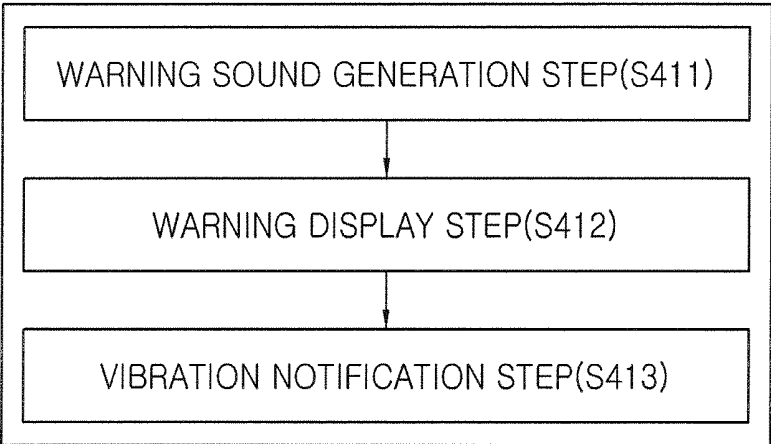 WARNING SOUND GENERATION STEP(S411)
WARNING DISPLAY STEP(S412)
VIBRATION NOTIFICATION STEP(S413)